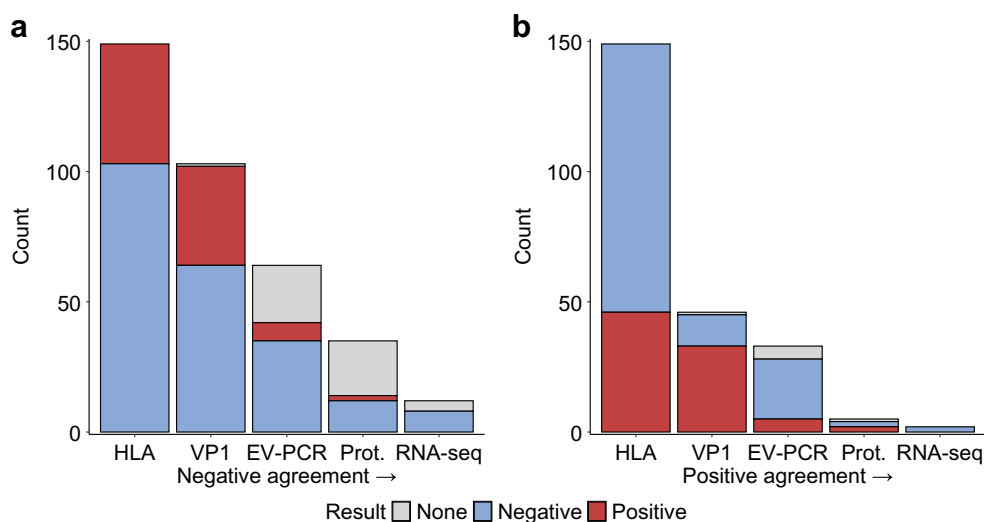 a
150
100
50
0
Count
HLA VP1 EV-PCR Prot. RNA-seq
Negative agreement →
b
150
100
50
0
Count
HLA VP1 EV-PCR Prot. RNA-seq
Positive agreement →
Result None Negative Positive